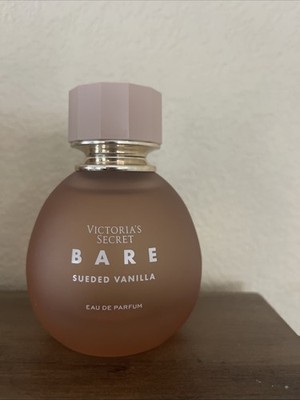 VICTORIA'S
SECRET
BARE
SUEDED VANILLA
EAU DE PARFUM